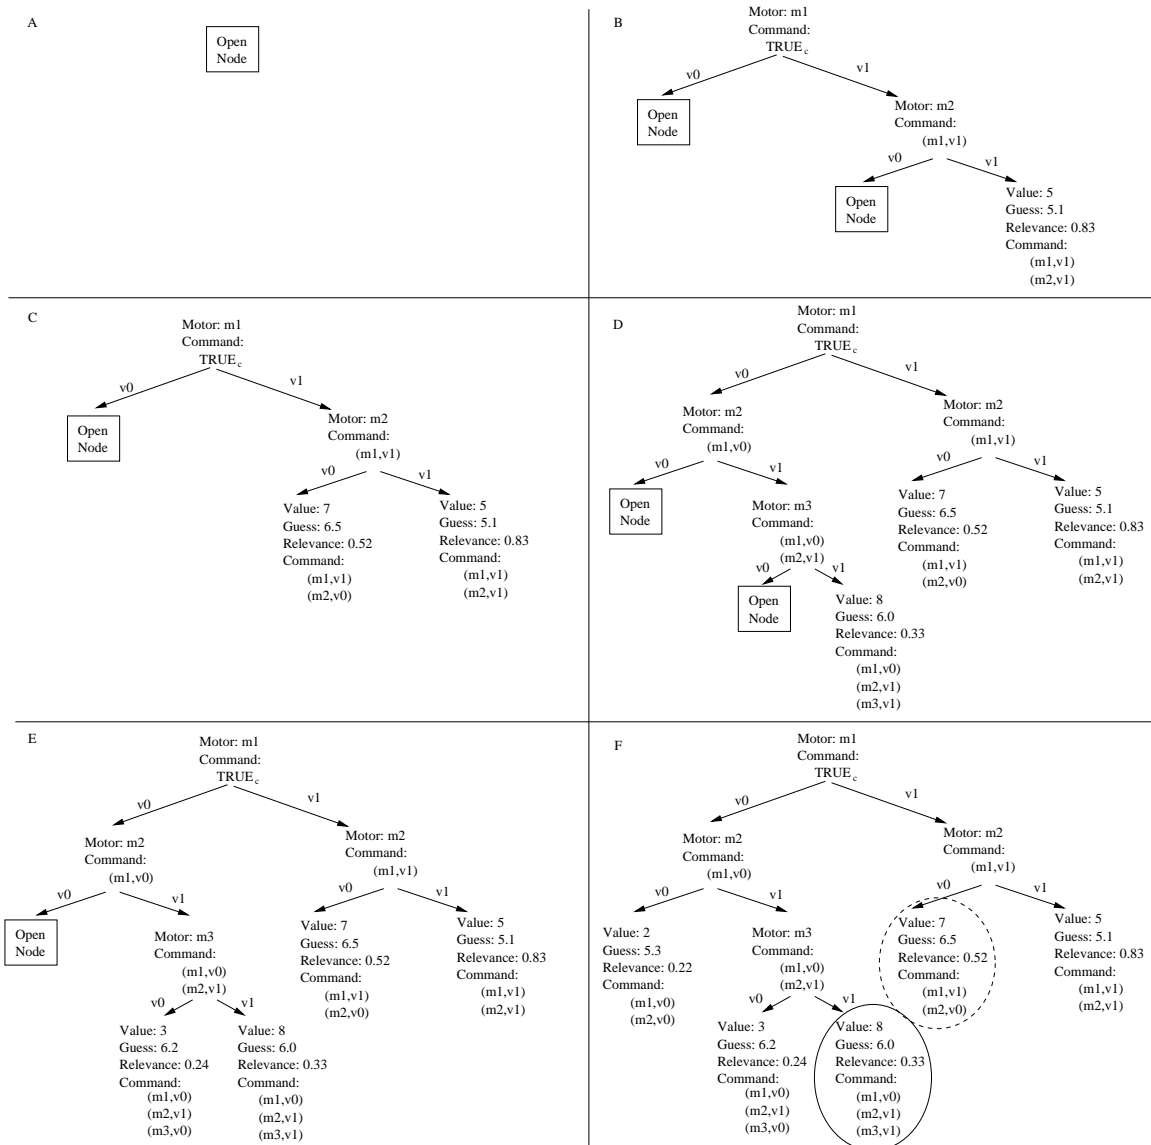 A
Open
Node
B
Motor: m1
Command:
TRUE c
v0
v1
Open
Node
Motor: m2
Command:
(m1,v1)
v0
v1
Open
Node
Value: 5
Guess: 5.1
Relevance: 0.83
Command:
(m1,v1)
(m2,v1)
C
Motor: m1
Command:
TRUE c
v0
v1
Open
Node
Motor: m2
Command:
(m1,v1)
v0
v1
Value: 7
Guess: 6.5
Relevance: 0.52
Command:
(m1,v1)
(m2,v0)
Value: 5
Guess: 5.1
Relevance: 0.83
Command:
(m1,v1)
(m2,v1)
D
Motor: m1
Command:
TRUE c
v0
v1
Motor: m2
Command:
(m1,v0)
v0
v1
Open
Node
Motor: m3
Command:
(m1,v0)
(m2,v1)
v0
v1
Open
Node
Value: 8
Guess: 6.0
Relevance: 0.33
Command:
(m1,v0)
(m2,v1)
(m3,v1)
Motor: m2
Command:
(m1,v1)
v0
v1
Value: 7
Guess: 6.5
Relevance: 0.52
Command:
(m1,v1)
(m2,v0)
Value: 5
Guess: 5.1
Relevance: 0.83
Command:
(m1,v1)
(m2,v1)
E
Motor: m1
Command:
TRUE c
v0
v1
Motor: m2
Command:
(m1,v0)
v0
v1
Open
Node
Motor: m3
Command:
(m1,v0)
(m2,v1)
v0
v1
Value: 3
Guess: 6.2
Relevance: 0.24
Command:
(m1,v0)
(m2,v1)
(m3,v0)
Value: 8
Guess: 6.0
Relevance: 0.33
Command:
(m1,v0)
(m2,v1)
(m3,v1)
Motor: m2
Command:
(m1,v1)
v0
v1
Value: 7
Guess: 6.5
Relevance: 0.52
Command:
(m1,v1)
(m2,v0)
Value: 5
Guess: 5.1
Relevance: 0.83
Command:
(m1,v1)
(m2,v1)
F
Motor: m1
Command:
TRUE c
v0
v1
Motor: m2
Command:
(m1,v0)
v0
v1
Value: 2
Guess: 5.3
Relevance: 0.22
Command:
(m1,v0)
(m2,v0)
Motor: m3
Command:
(m1,v0)
(m2,v1)
v0
v1
Value: 3
Guess: 6.2
Relevance: 0.24
Command:
(m1,v0)
(m2,v1)
(m3,v0)
Value: 8
Guess: 6.0
Relevance: 0.33
Command:
(m1,v0)
(m2,v1)
(m3,v1)
Motor: m2
Command:
(m1,v1)
v0
v1
Value: 7
Guess: 6.5
Relevance: 0.52
Command:
(m1,v1)
(m2,v0)
Value: 5
Guess: 5.1
Relevance: 0.83
Command:
(m1,v1)
(m2,v1)